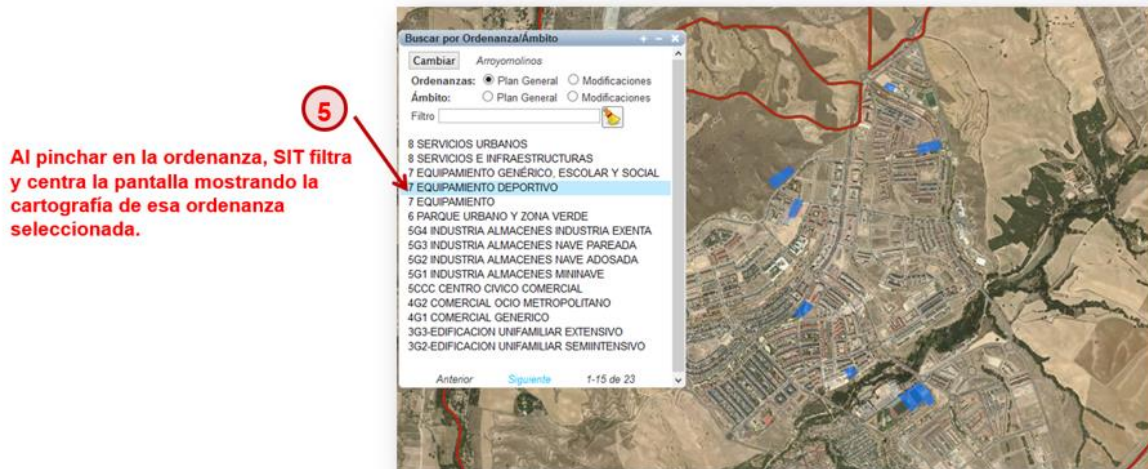 5
Al pinchar en la ordenanza, SIT filtra
y centra la pantalla mostrando la
cartografía de esa ordenanza
seleccionada.
Buscar por Ordenanza/Ámbito
Cambiar Arroyomolinos
Ordenanzas: Plan General Modificaciones
Ámbito: Plan General Modificaciones
Filtro
8 SERVICIOS URBANOS
8 SERVICIOS E INFRAESTRUCTURAS
7 EQUIPAMIENTO GENÉRICO, ESCOLAR Y SOCIAL
7 EQUIPAMIENTO DEPORTIVO
7 EQUIPAMIENTO
6 PARQUE URBANO Y ZONA VERDE
5G4 INDUSTRIA ALMACENES INDUSTRIA EXENTA
5G3 INDUSTRIA ALMACENES NAVE PAREADA
5G2 INDUSTRIA ALMACENES NAVE ADOSADA
5G1 INDUSTRIA ALMACENES MININAVE
5CCC CENTRO CIVICO COMERCIAL
4G2 COMERCIAL OCIO METROPOLITANO
4G1 COMERCIAL GENERICO
3G3-EDIFICACION UNIFAMILIAR EXTENSIVO
3G2-EDIFICACION UNIFAMILIAR SEMIINTENSIVO
Anterior Siguiente 1-15 de 23